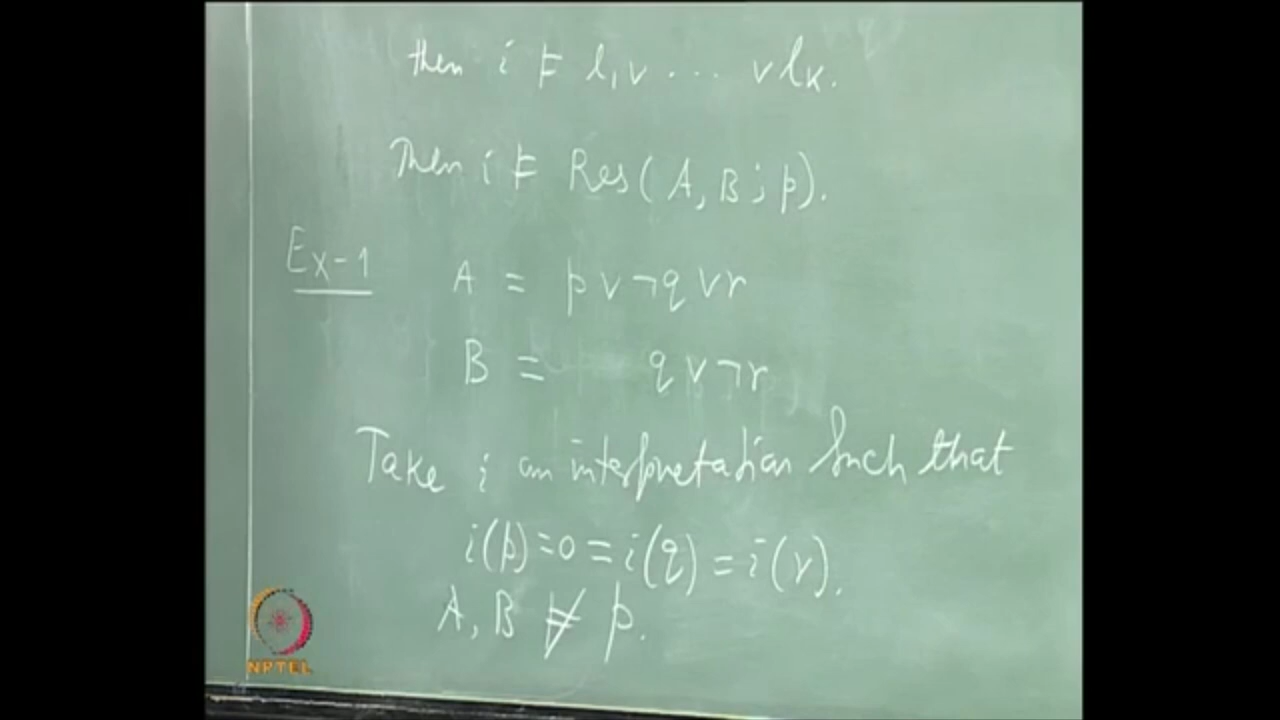 then i ⊨ l₁ ∨ ... ∨ lₖ.
Then i ⊨ Res(A, B; p).
Ex-1 A = p ∨ ¬q ∨ r
B = q ∨ ¬r
Take i an interpretation such that
i(p) = 0 = i(q) = i(r).
A, B ⊭ p.
NPTEL